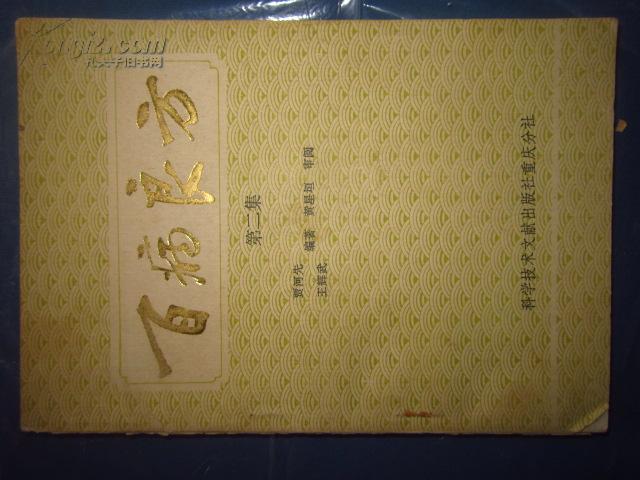 百病良方
第二集
贾河先 王辉武 编著 黄星垣 审阅
科学技术文献出版社重庆分社
kongfz.com
孔夫子旧书网